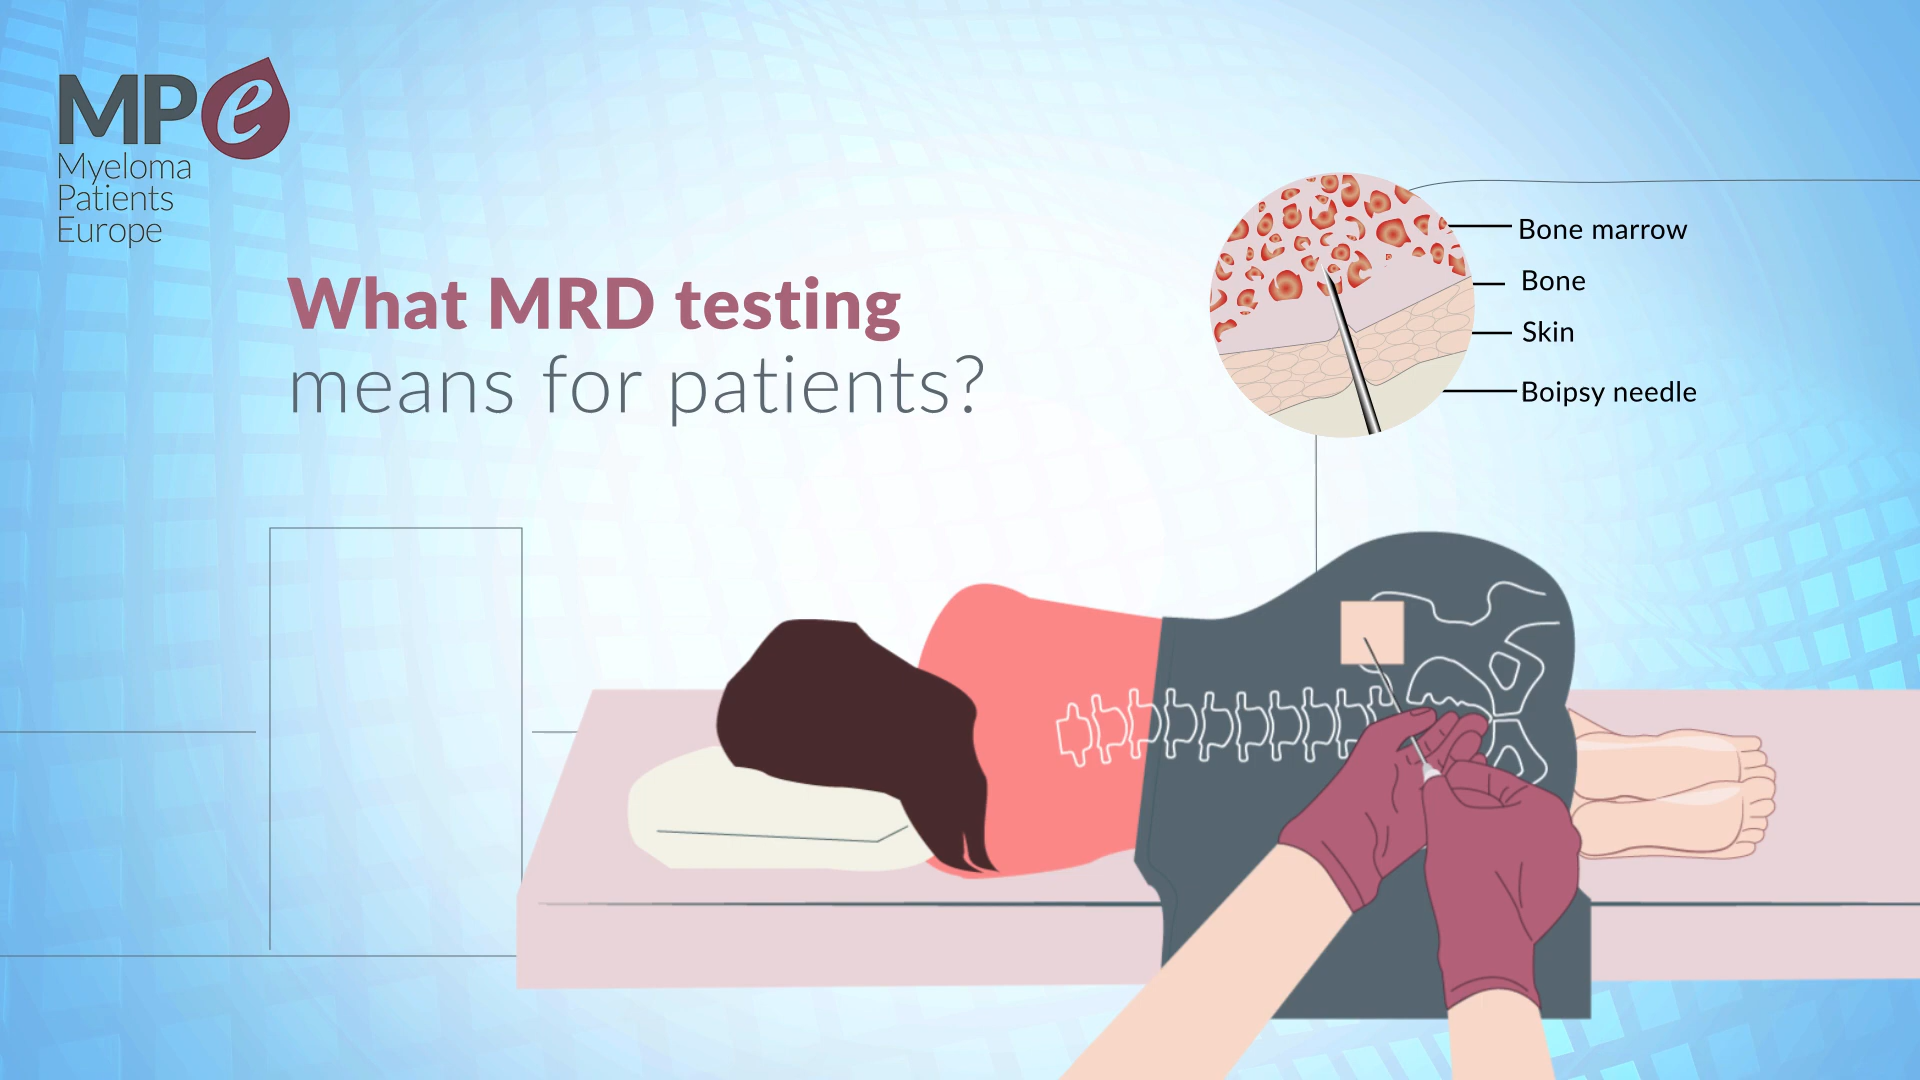 MPe
Myeloma
Patients
Europe
What MRD testing
means for patients?
Bone marrow
Bone
Skin
Boipsy needle